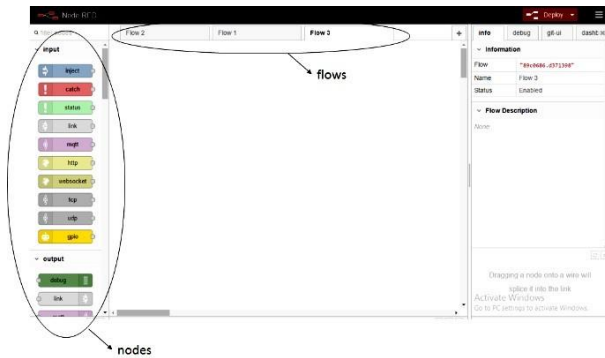 Node-RED
Deploy
Flow 2
Flow 1
Flow 3
info
debug
git-ui
input
inject
catch
status
link
mqtt
http
websocket
tcp
udp
gpio
output
debug
link
flows
Information
Flow
Name
Flow 3
Status
Enabled
Flow Description
None
Dragging a node onto a wire will
splice it into the link
Activate Windows
Go to PC settings to activate Windows.
nodes